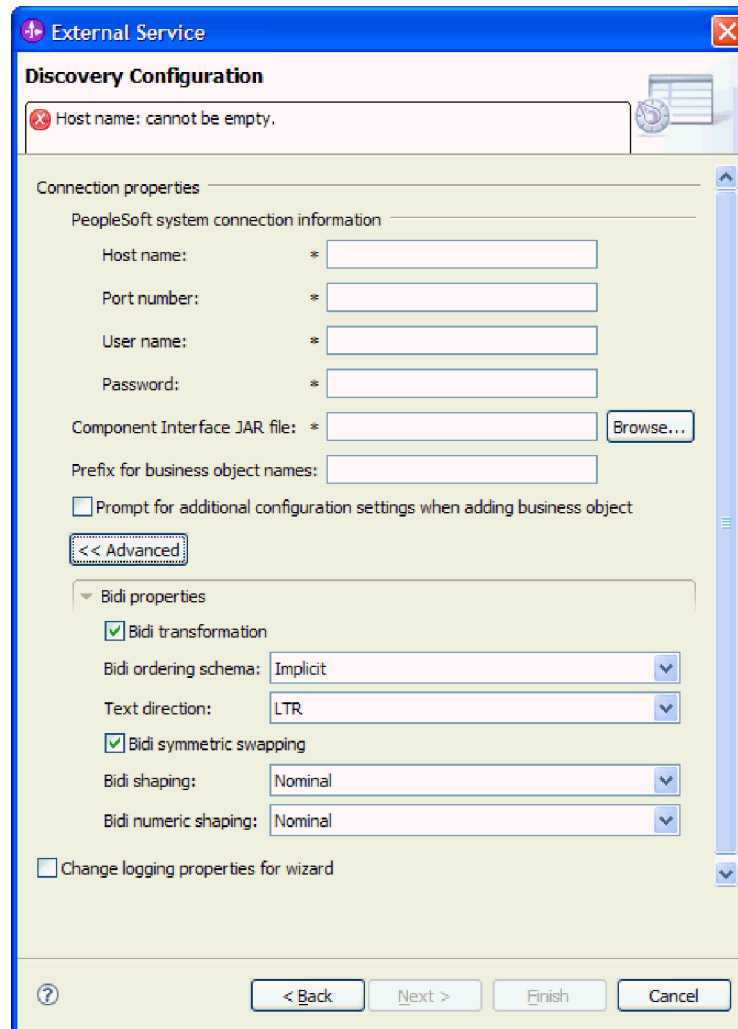 External Service
Discovery Configuration
Host name: cannot be empty.
Connection properties
PeopleSoft system connection information
Host name: *
Port number: *
User name: *
Password: *
Component Interface JAR file: * Browse...
Prefix for business object names:
Prompt for additional configuration settings when adding business object
<< Advanced
Bidi properties
Bidi transformation
Bidi ordering schema: Implicit
Text direction: LTR
Bidi symmetric swapping
Bidi shaping: Nominal
Bidi numeric shaping: Nominal
Change logging properties for wizard
? < Back Next > Finish Cancel